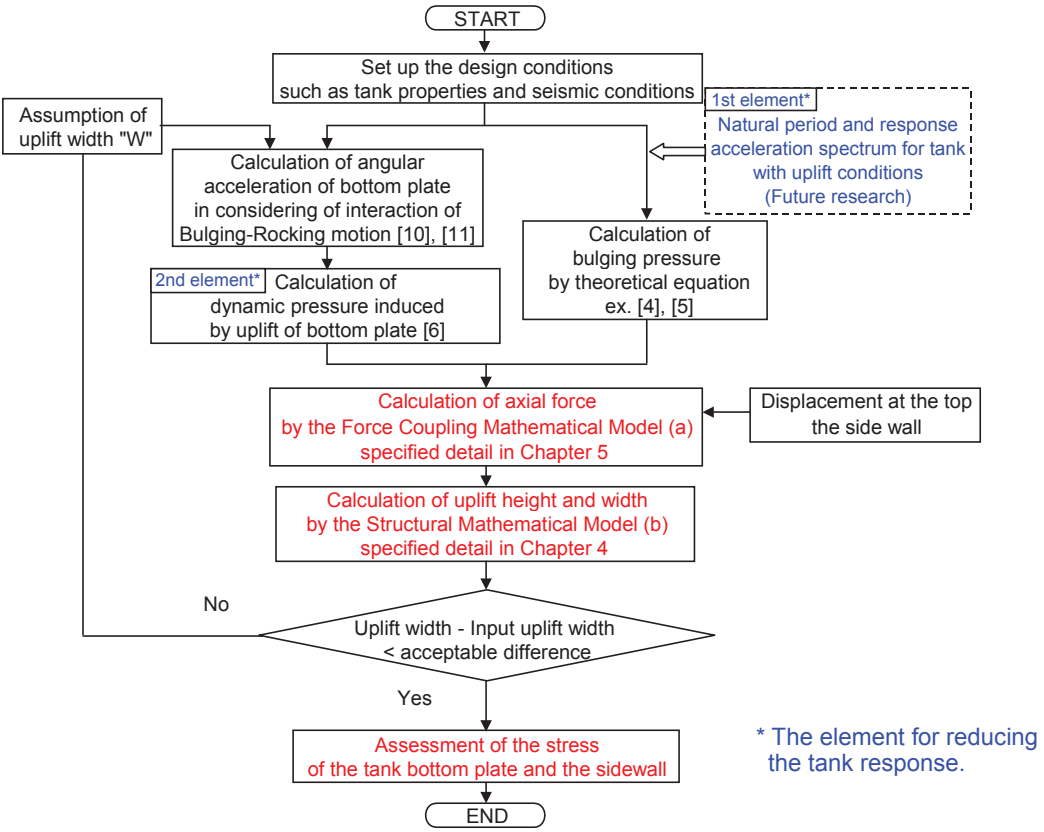 START
Set up the design conditions
such as tank properties and seismic conditions
Assumption of
uplift width "W"
1st element*
Natural period and response
acceleration spectrum for tank
with uplift conditions
(Future research)
Calculation of angular
acceleration of bottom plate
in considering of interaction of
Bulging-Rocking motion [10], [11]
Calculation of
bulging pressure
by theoretical equation
ex. [4], [5]
2nd element*
Calculation of
dynamic pressure induced
by uplift of bottom plate [6]
Calculation of axial force
by the Force Coupling Mathematical Model (a)
specified detail in Chapter 5
Displacement at the top
the side wall
Calculation of uplift height and width
by the Structural Mathematical Model (b)
specified detail in Chapter 4
No
Uplift width - Input uplift width
< acceptable difference
Yes
Assessment of the stress
of the tank bottom plate and the sidewall
* The element for reducing
the tank response.
END